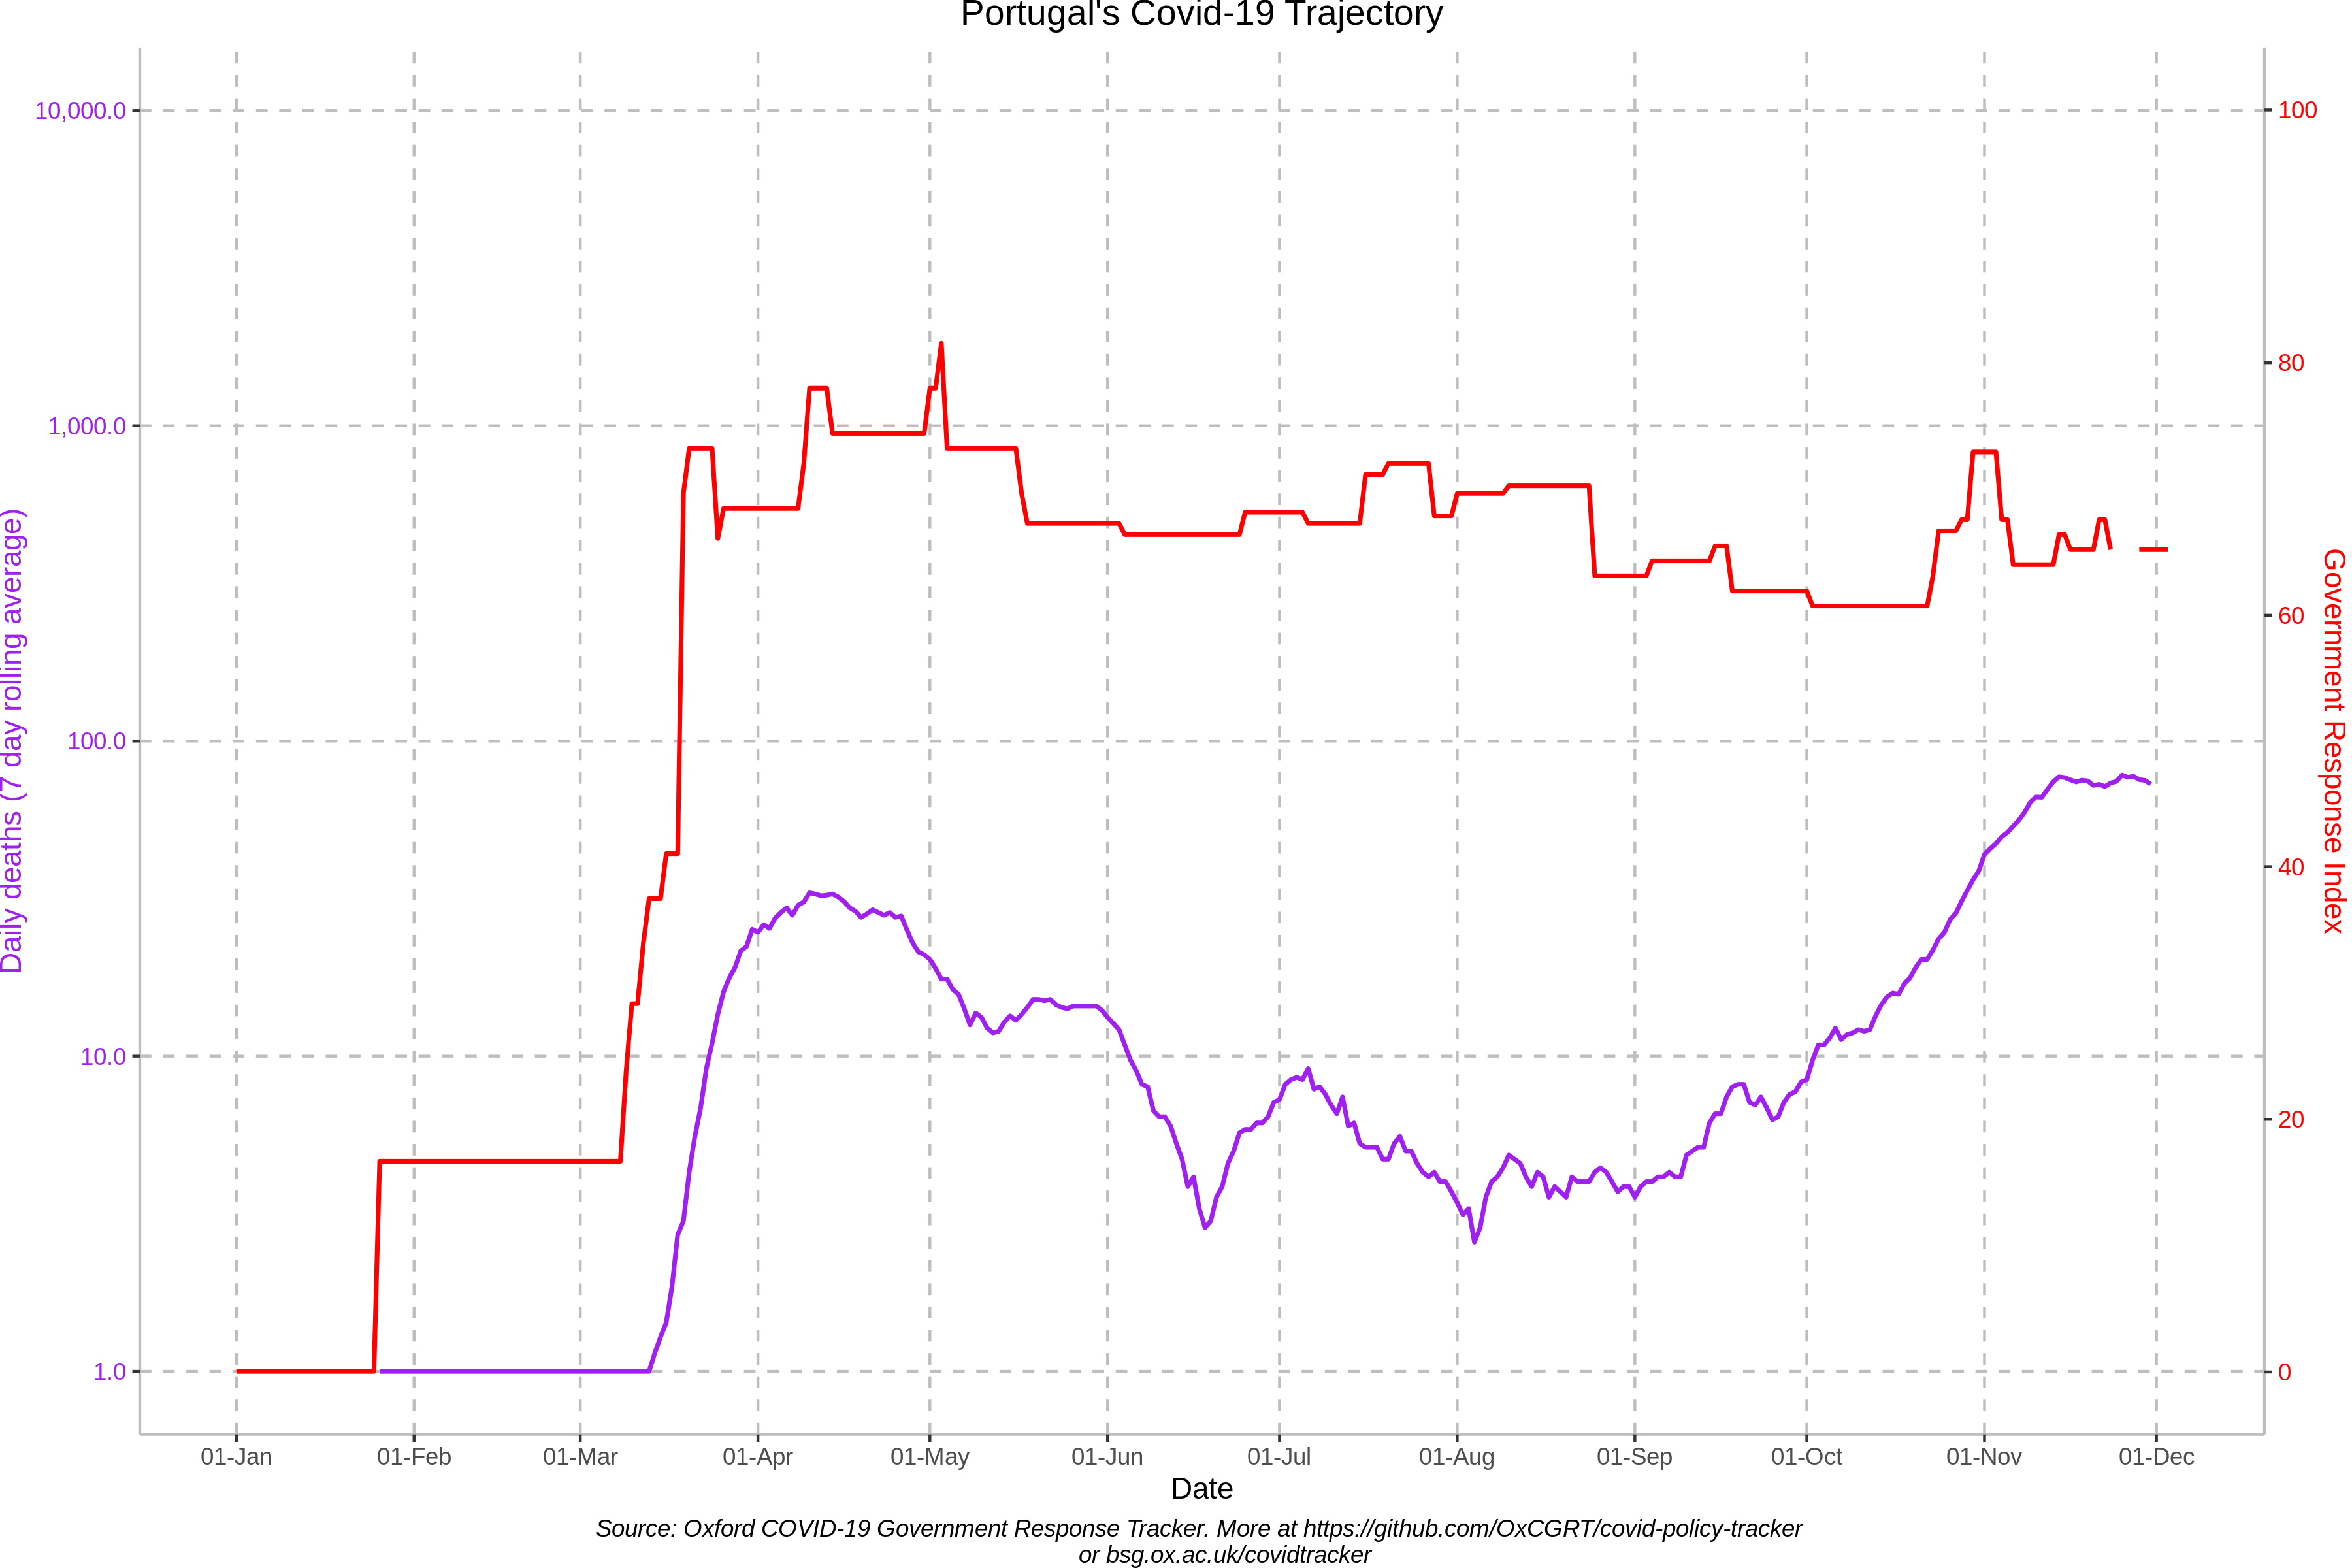 Portugal's Covid-19 Trajectory
10,000.0
1,000.0
100.0
10.0
1.0
Daily deaths (7 day rolling average)
100
80
60
40
20
0
Government Response Index
01-Jan
01-Feb
01-Mar
01-Apr
01-May
01-Jun
01-Jul
01-Aug
01-Sep
01-Oct
01-Nov
01-Dec
Date
Source: Oxford COVID-19 Government Response Tracker. More at https://github.com/OxCGRT/covid-policy-tracker
or bsg.ox.ac.uk/covidtracker